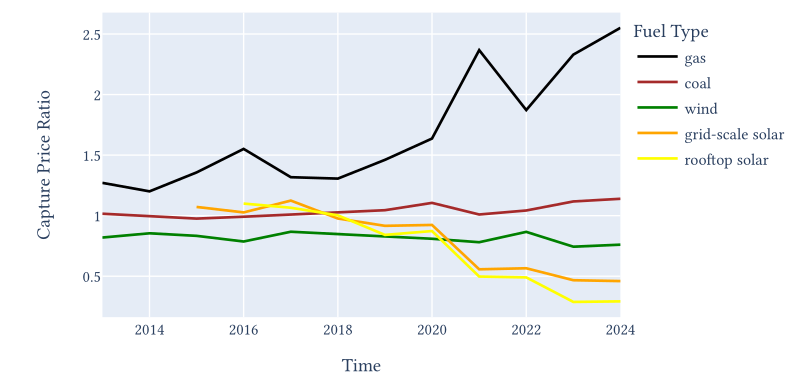 Fuel Type
gas
coal
wind
grid-scale solar
rooftop solar
Capture Price Ratio
2.5
2
1.5
1
0.5
2014
2016
2018
2020
2022
2024
Time